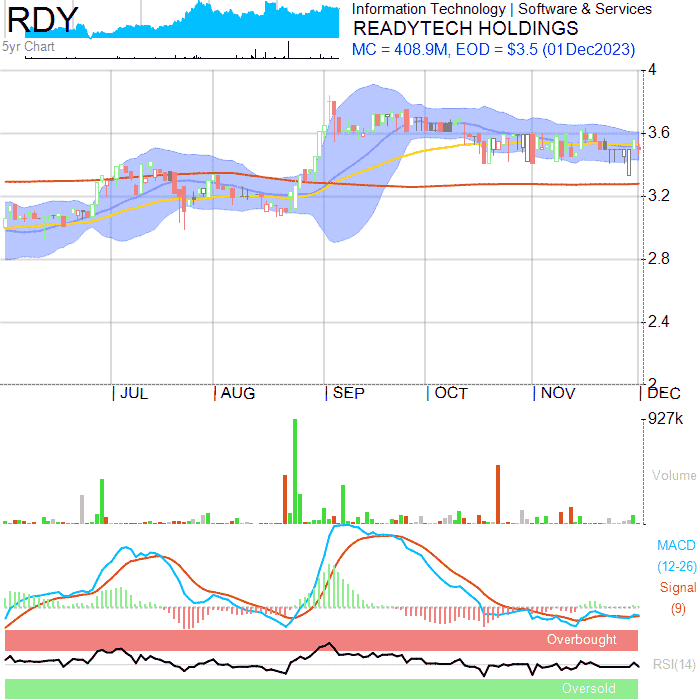 RDY
Information Technology | Software & Services
READYTECH HOLDINGS
5yr Chart
MC = 408.9M, EOD = $3.5 (01Dec2023)
4
3.6
3.2
2.8
2.4
2
| JUL | AUG | SEP | OCT | NOV | DEC
927k
Volume
MACD
(12-26)
Signal
(9)
Overbought
RSI(14)
Oversold